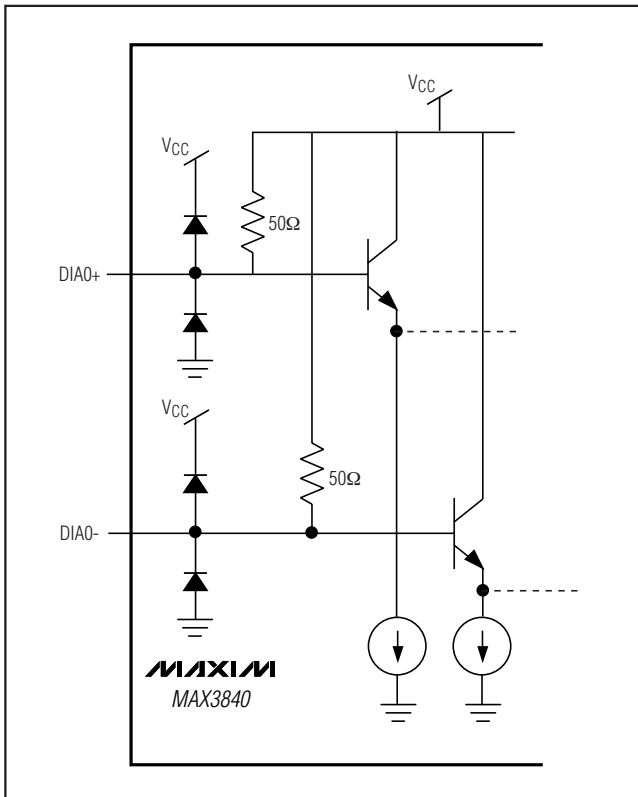 VCC
VCC
50Ω
DIA0+
VCC
50Ω
DIA0-
MAXIM
MAX3840